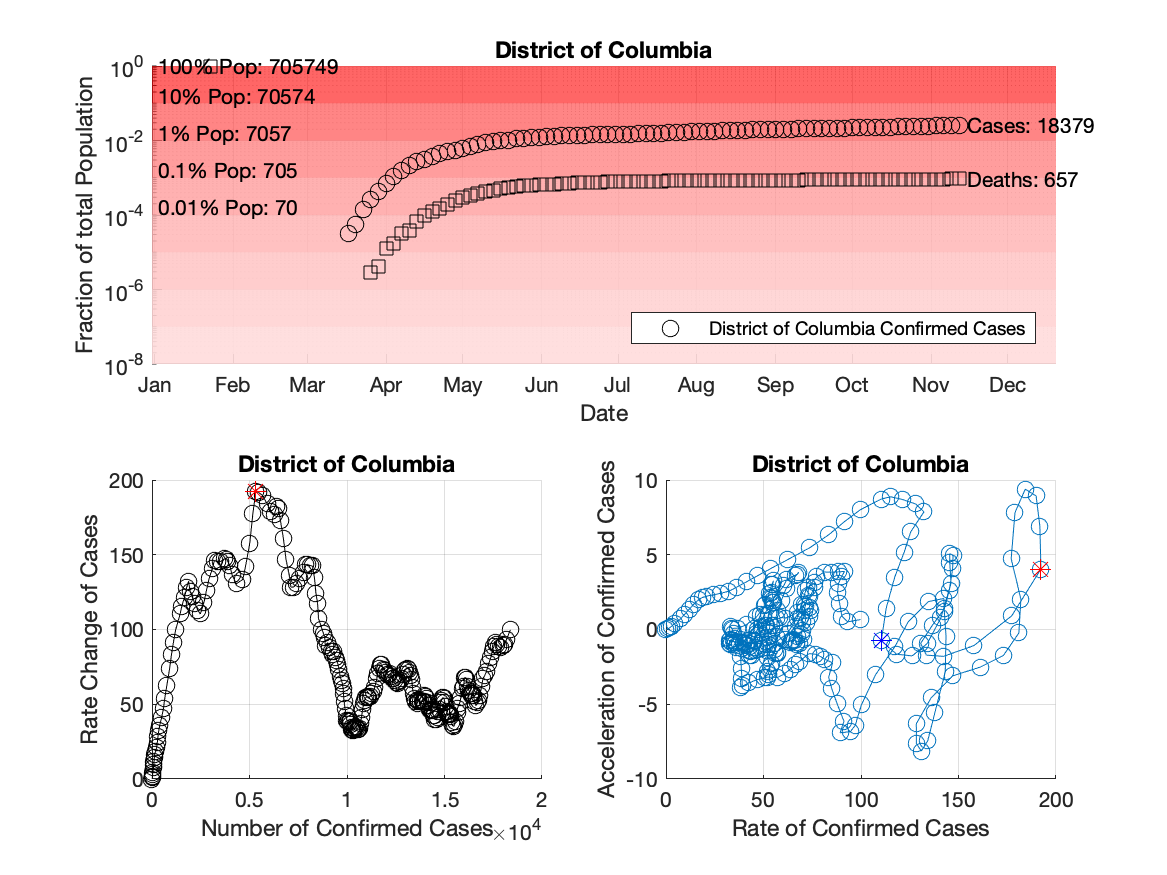 District of Columbia
Fraction of total Population
10^0
10^-2
10^-4
10^-6
10^-8
100% Pop: 705749
10% Pop: 70574
1% Pop: 7057
0.1% Pop: 705
0.01% Pop: 70
Cases: 18379
Deaths: 657
District of Columbia Confirmed Cases
Jan Feb Mar Apr May Jun Jul Aug Sep Oct Nov Dec
Date
District of Columbia
Rate Change of Cases
200
150
100
50
0
0 0.5 1 1.5 2
Number of Confirmed Cases ×10^4
District of Columbia
Acceleration of Confirmed Cases
10
5
0
-5
-10
0 50 100 150 200
Rate of Confirmed Cases